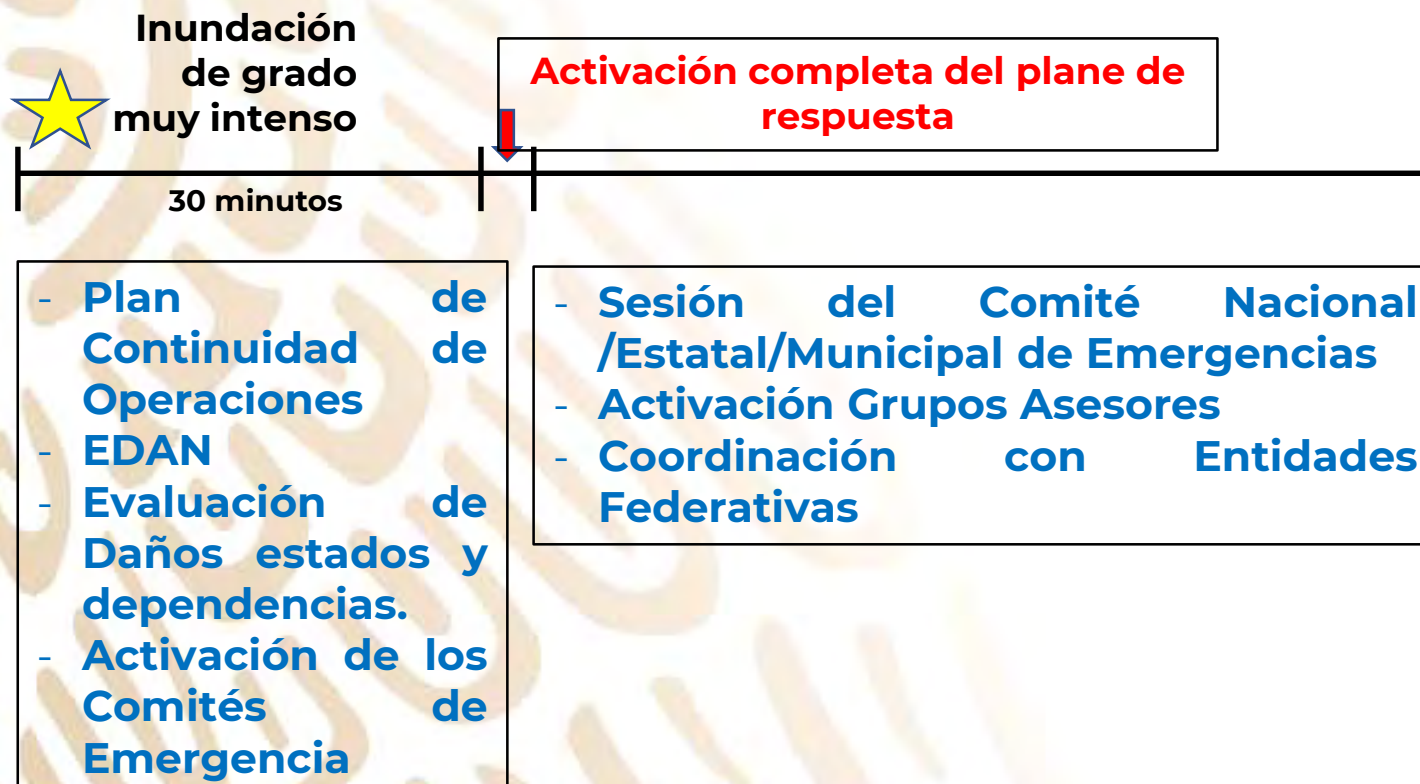 Inundación
de grado
muy intenso
Activación completa del plane de
respuesta
30 minutos
- Plan de
Continuidad de
Operaciones
- EDAN
- Evaluación de
Daños estados y
dependencias.
- Activación de los
Comités de
Emergencia
- Sesión del Comité Nacional
/Estatal/Municipal de Emergencias
- Activación Grupos Asesores
- Coordinación con Entidades
Federativas